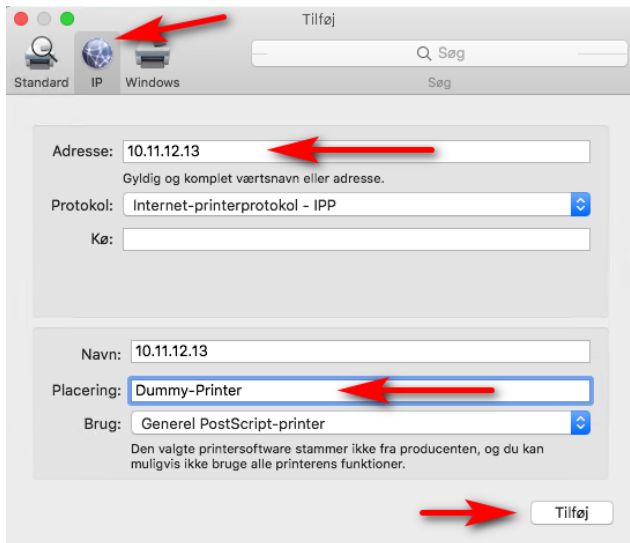 Tilføj
Søg
Standard IP Windows Søg
Adresse: 10.11.12.13
Gyldig og komplet værtsnavn eller adresse.
Protokol: Internet-printerprotokol - IPP
Kø:
Navn: 10.11.12.13
Placering: Dummy-Printer
Brug: Generel PostScript-printer
Den valgte printersoftware stammer ikke fra producenten, og du kan
muligvis ikke bruge alle printerens funktioner.
Tilføj